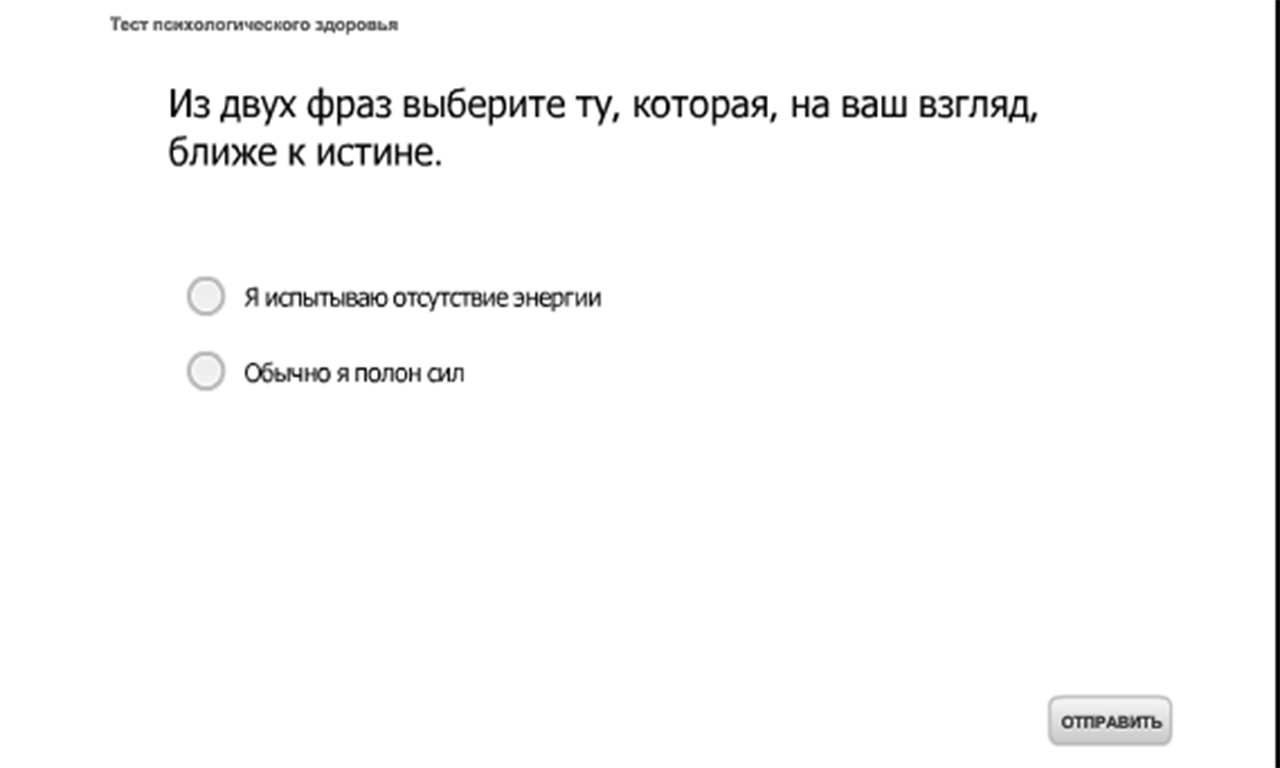 Тест психологического здоровья
Из двух фраз выберите ту, которая, на ваш взгляд,
ближе к истине.
Я испытываю отсутствие энергии
Обычно я полон сил
ОТПРАВИТЬ